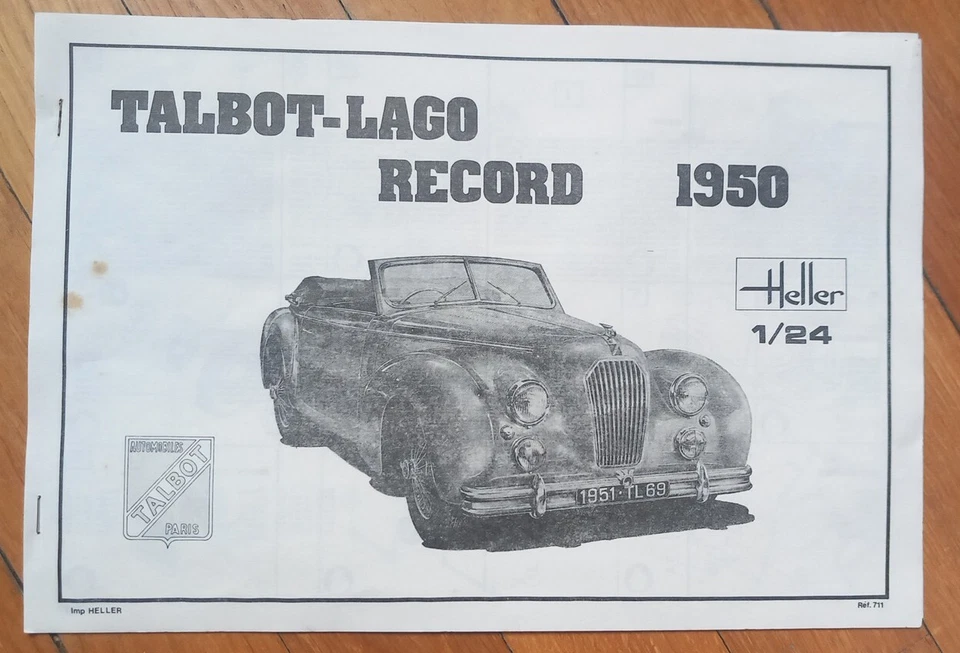 TALBOT-LAGO
RECORD 1950
Heller
1/24
AUTOMOBILES
TALBOT
PARIS
1951·TL69
Imp HELLER
Réf. 711